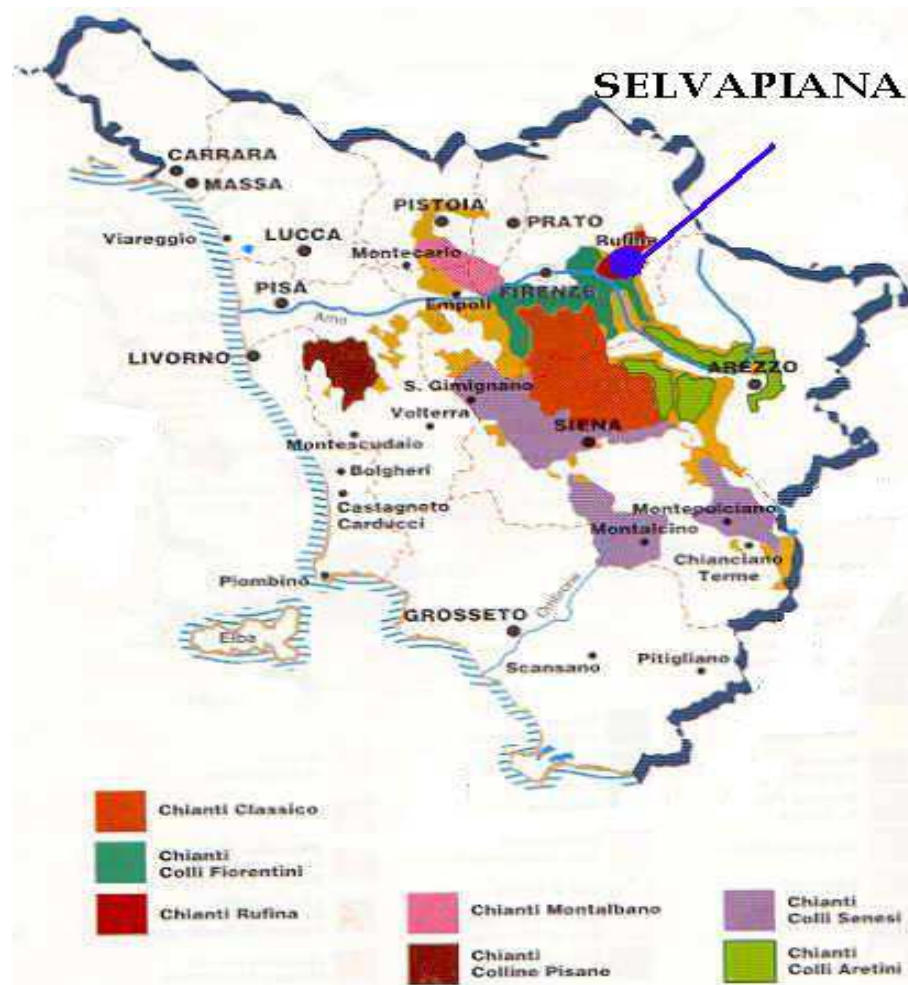 SELVAPIANA
CARRARA
MASSA
PISTOIA
PRATO
Rufina
Viareggio
LUCCA
Montecarlo
FIRENZE
PISA
Empoli
Arno
LIVORNO
AREZZO
S. Gimignano
Volterra
SIENA
Montescudaio
Bolgheri
Castagneto
Carducci
Montepolciano
Montalcino
Chianciano
Terme
Piombino
Ombrone
GROSSETO
Elba
Scansano
Pitigliano
Chianti Classico
Chianti
Colli Fiorentini
Chianti Rufina
Chianti Montalbano
Chianti
Colline Pisane
Chianti
Colli Senesi
Chianti
Colli Aretini